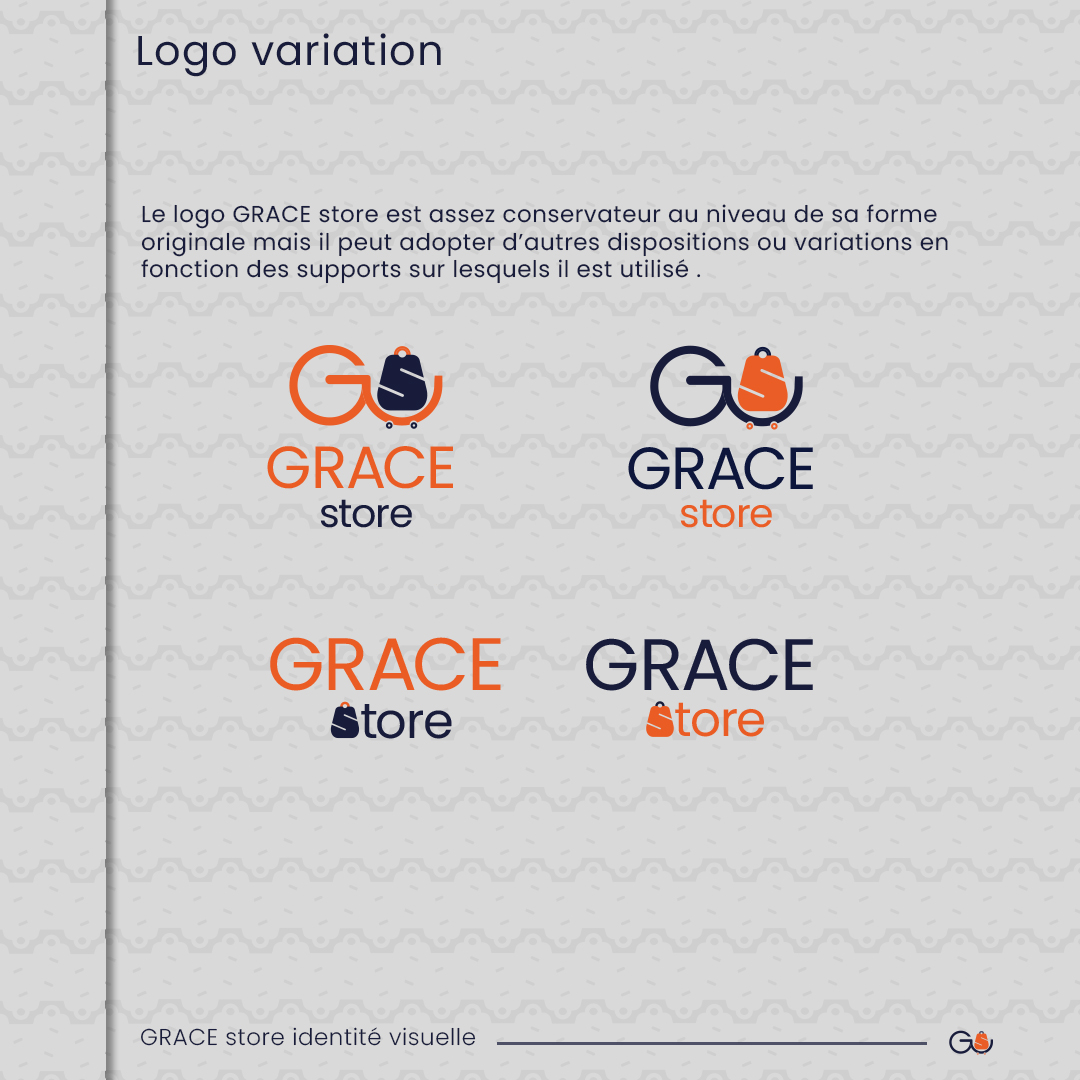 Logo variation
Le logo GRACE store est assez conservateur au niveau de sa forme
originale mais il peut adopter d’autres dispositions ou variations en
fonction des supports sur lesquels il est utilisé .
GRACE
store
GRACE
store
GRACE
store
GRACE
store
GRACE store identité visuelle